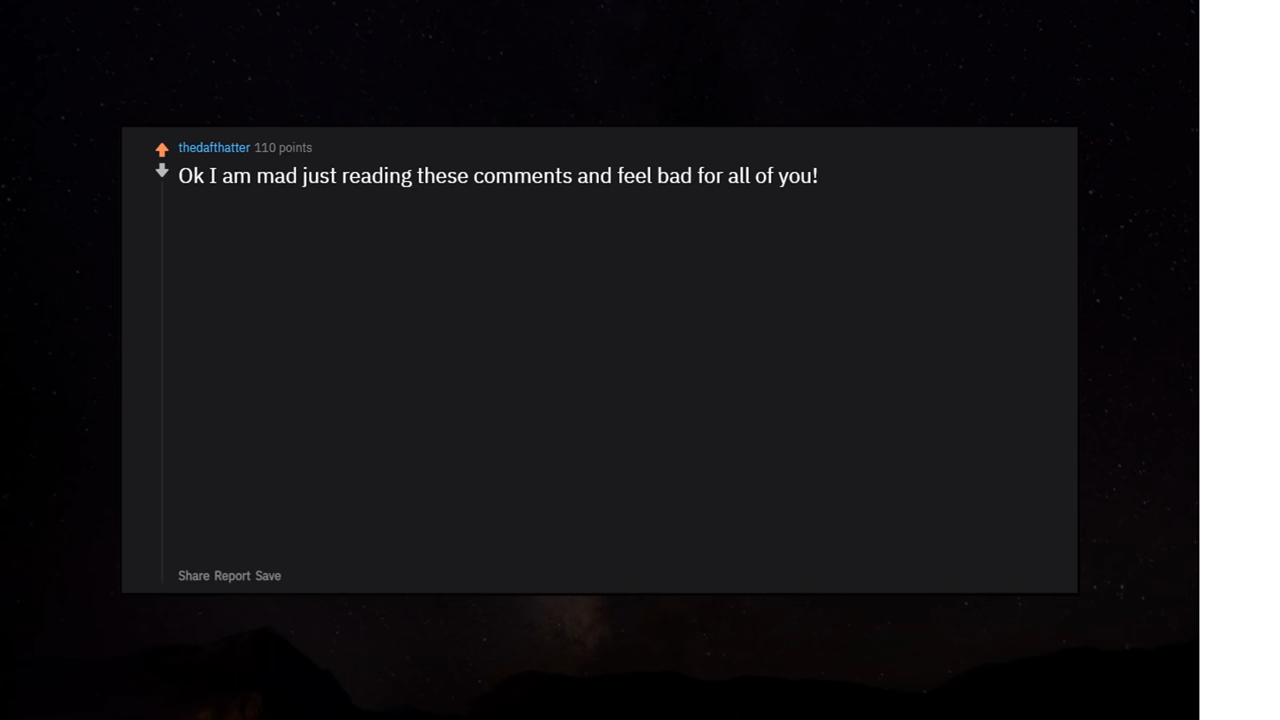 thedafthatter 110 points
Ok I am mad just reading these comments and feel bad for all of you!
Share Report Save